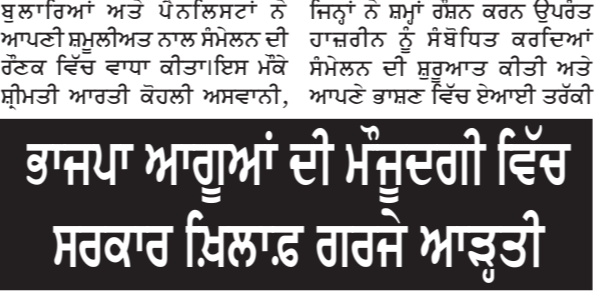 ਬੁਲਾਰਿਆਂ ਅਤੇ ਪੈਨਲਿਸਟਾਂ ਨੇ
ਆਪਣੀ ਸ਼ਮੂਲੀਅਤ ਨਾਲ ਸੰਮੇਲਨ ਦੀ
ਰੌਣਕ ਵਿੱਚ ਵਾਧਾ ਕੀਤਾ।ਇਸ ਮੌਕੇ
ਸ਼੍ਰੀਮਤੀ ਆਰਤੀ ਕੋਹਲੀ ਅਸਵਾਨੀ,
ਜਿਨ੍ਹਾਂ ਨੇ ਸ਼ਮ੍ਹਾਂ ਰੌਸ਼ਨ ਕਰਨ ਉਪਰੰਤ
ਹਾਜ਼ਰੀਨ ਨੂੰ ਸੰਬੋਧਿਤ ਕਰਦਿਆਂ
ਸੰਮੇਲਨ ਦੀ ਸ਼ੁਰੂਆਤ ਕੀਤੀ ਅਤੇ
ਆਪਣੇ ਭਾਸ਼ਣ ਵਿੱਚ ਏਆਈ ਤਰੱਕੀ
ਭਾਜਪਾ ਆਗੂਆਂ ਦੀ ਮੌਜੂਦਗੀ ਵਿੱਚ
ਸਰਕਾਰ ਖ਼ਿਲਾਫ਼ ਗਰਜੇ ਆੜ੍ਹਤੀ